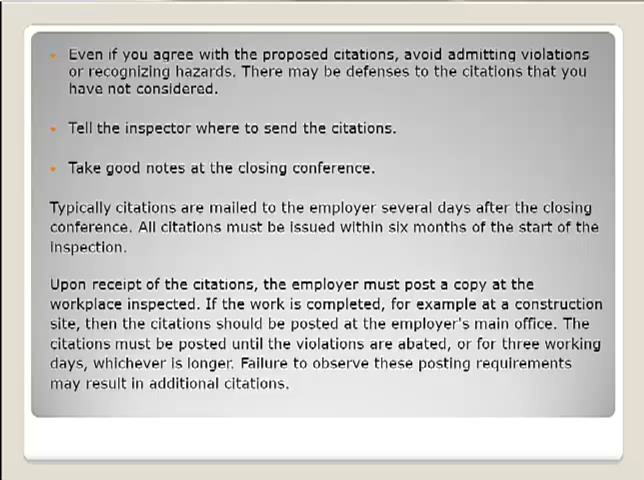 Even if you agree with the proposed citations, avoid admitting violations
or recognizing hazards. There may be defenses to the citations that you
have not considered.
Tell the inspector where to send the citations.
Take good notes at the closing conference.
Typically citations are mailed to the employer several days after the closing
conference. All citations must be issued within six months of the start of the
inspection.
Upon receipt of the citations, the employer must post a copy at the
workplace inspected. If the work is completed, for example at a construction
site, then the citations should be posted at the employer's main office. The
citations must be posted until the violations are abated, or for three working
days, whichever is longer. Failure to observe these posting requirements
may result in additional citations.